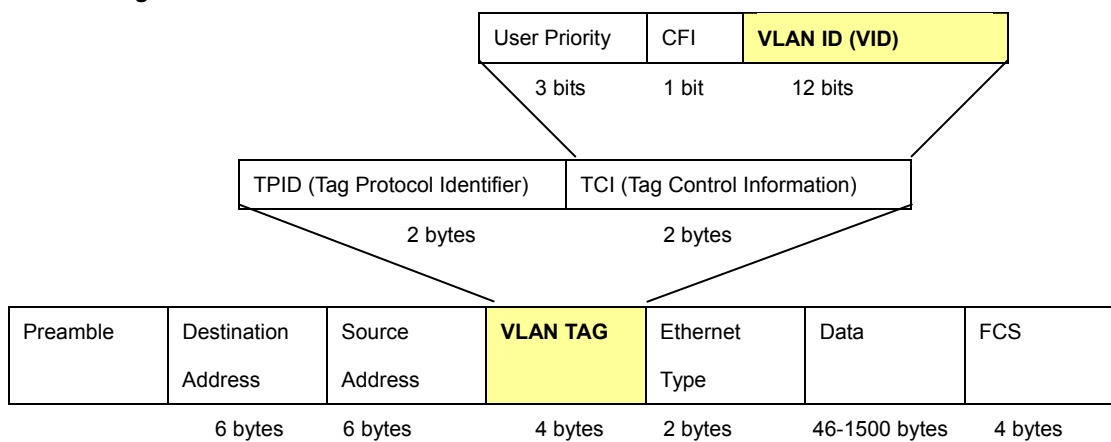 User Priority CFI VLAN ID (VID)
3 bits 1 bit 12 bits
TPID (Tag Protocol Identifier) TCI (Tag Control Information)
2 bytes 2 bytes
Preamble Destination Address Source Address VLAN TAG Ethernet Type Data FCS
6 bytes 6 bytes 4 bytes 2 bytes 46-1500 bytes 4 bytes